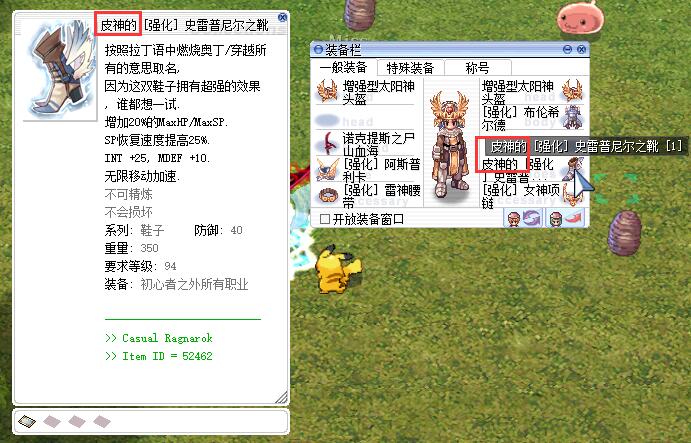 皮神的 [强化] 史雷普尼尔之靴
按照拉丁语中燃烧奥丁/穿越所
有的意思取名,
因为这双鞋子拥有超强的效果
, 谁都想一试.
增加20%的MaxHP/MaxSP.
SP恢复速度提高25%.
INT +25, MDEF +10.
无限移动加速.
不可精炼
不会损坏
系列: 鞋子 防御: 40
重量: 350
要求等级: 94
装备: 初心者之外所有职业
>> Casual Ragnarok
>> Item ID = 52462
装备栏
一般装备 特殊装备 称号
增强型太阳神
头盔
head
诺克提斯之尸
山血海
[强化] 阿斯普
利卡
[强化] 雷神腰
带
增强型太阳神
头盔
[强化] 布伦希
尔德
皮神的 [强化] 史雷普尼尔之靴 [1]
皮神的 [强化
] 史雷普...
[强化] 女神项
链
开放装备窗口